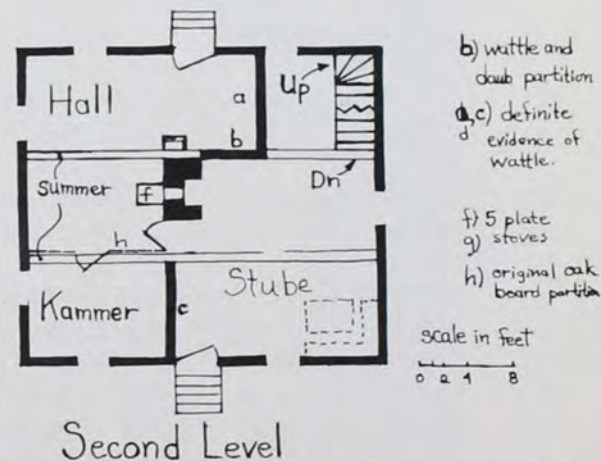 Hall
a
b
Up
Dn
Summer
f
h
Kammer
c
Stube
Second Level
b) wattle and
daub partition
a,c) definite
d evidence of
wattle.
f) 5 plate
g) stoves
h) original oak
board partition
scale in feet
0 2 4 8